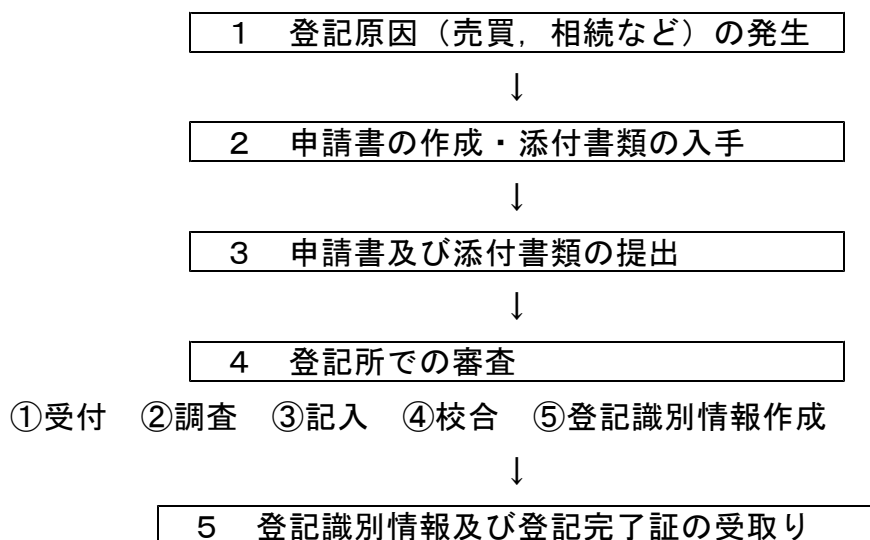 １　登記原因（売買，相続など）の発生
↓
２　申請書の作成・添付書類の入手
↓
３　申請書及び添付書類の提出
↓
４　登記所での審査
①受付　②調査　③記入　④校合　⑤登記識別情報作成
↓
５　登記識別情報及び登記完了証の受取り